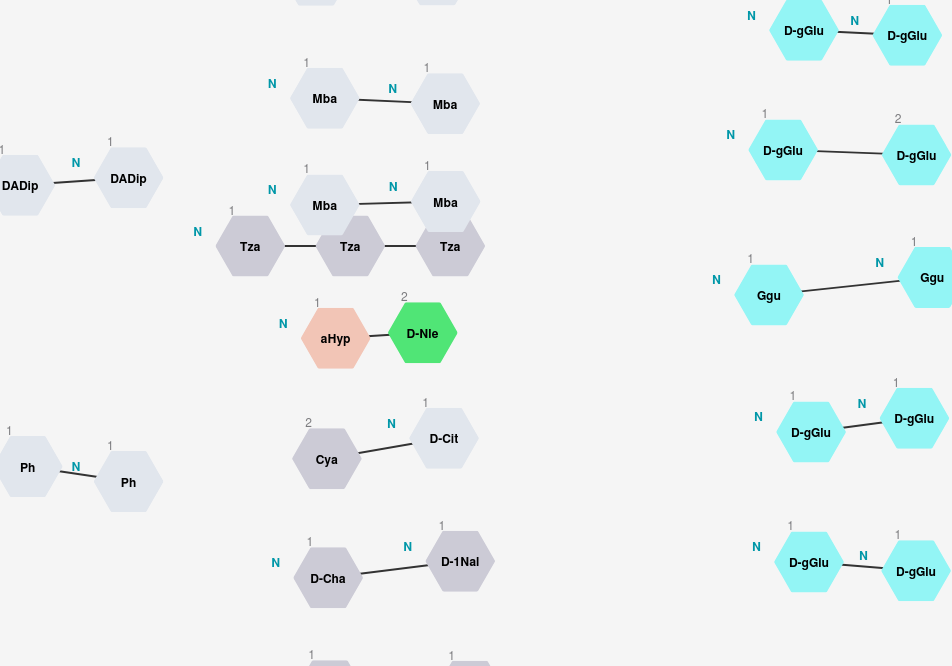 N D-gGlu N 1 D-gGlu
1 N 1
N Mba Mba
1 N 1
DADip DADip
N 1 D-gGlu 2 D-gGlu
N 1 Mba N 1 Mba
N 1 Tza Tza Tza
N 1 Ggu N 1 Ggu
N 1 aHyp 2 D-Nle
N 1 D-gGlu N 1 D-gGlu
2 Cya N 1 D-Cit
1 Ph N 1 Ph
N 1 D-Cha N 1 D-1Nal
N 1 D-gGlu N 1 D-gGlu
1 1